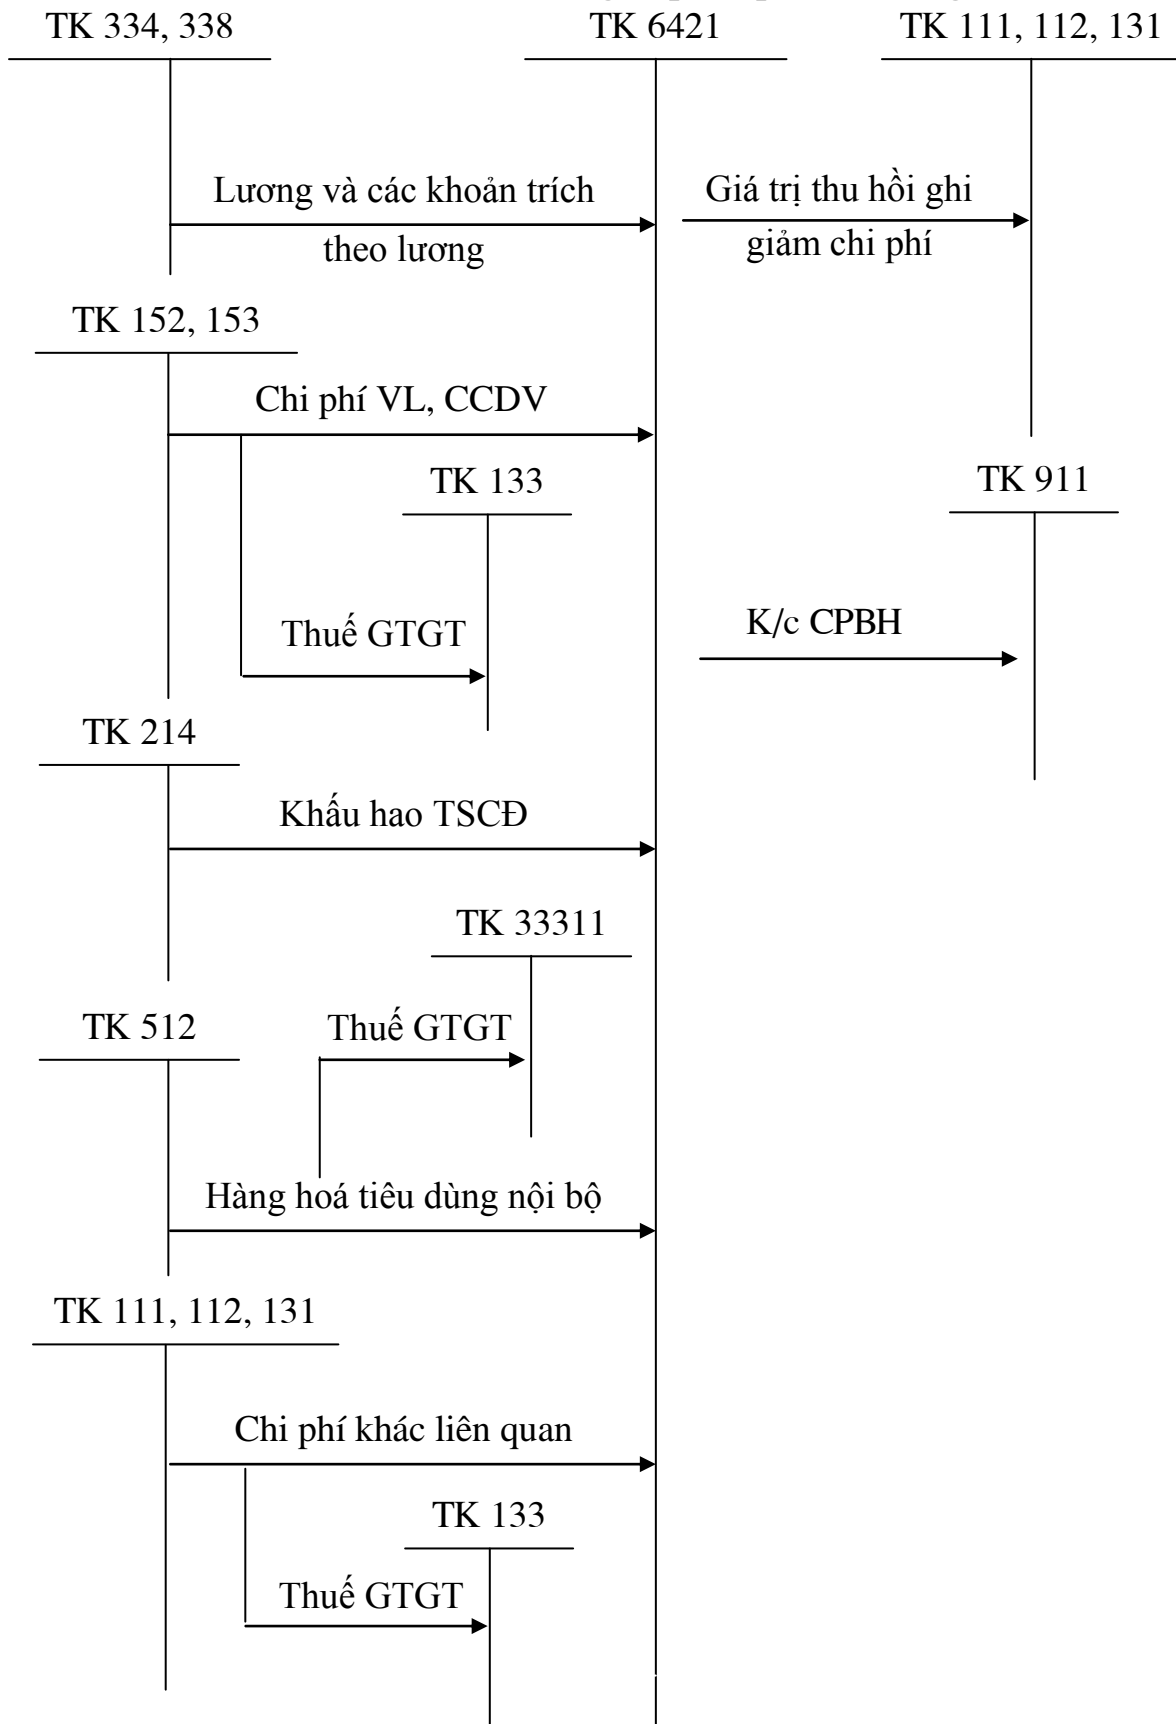 TK 334, 338
TK 6421
TK 111, 112, 131
Lương và các khoản trích
theo lương
Giá trị thu hồi ghi
giảm chi phí
TK 152, 153
Chi phí VL, CCDV
TK 133
TK 911
Thuế GTGT
K/c CPBH
TK 214
Khấu hao TSCĐ
TK 33311
TK 512
Thuế GTGT
Hàng hoá tiêu dùng nội bộ
TK 111, 112, 131
Chi phí khác liên quan
TK 133
Thuế GTGT